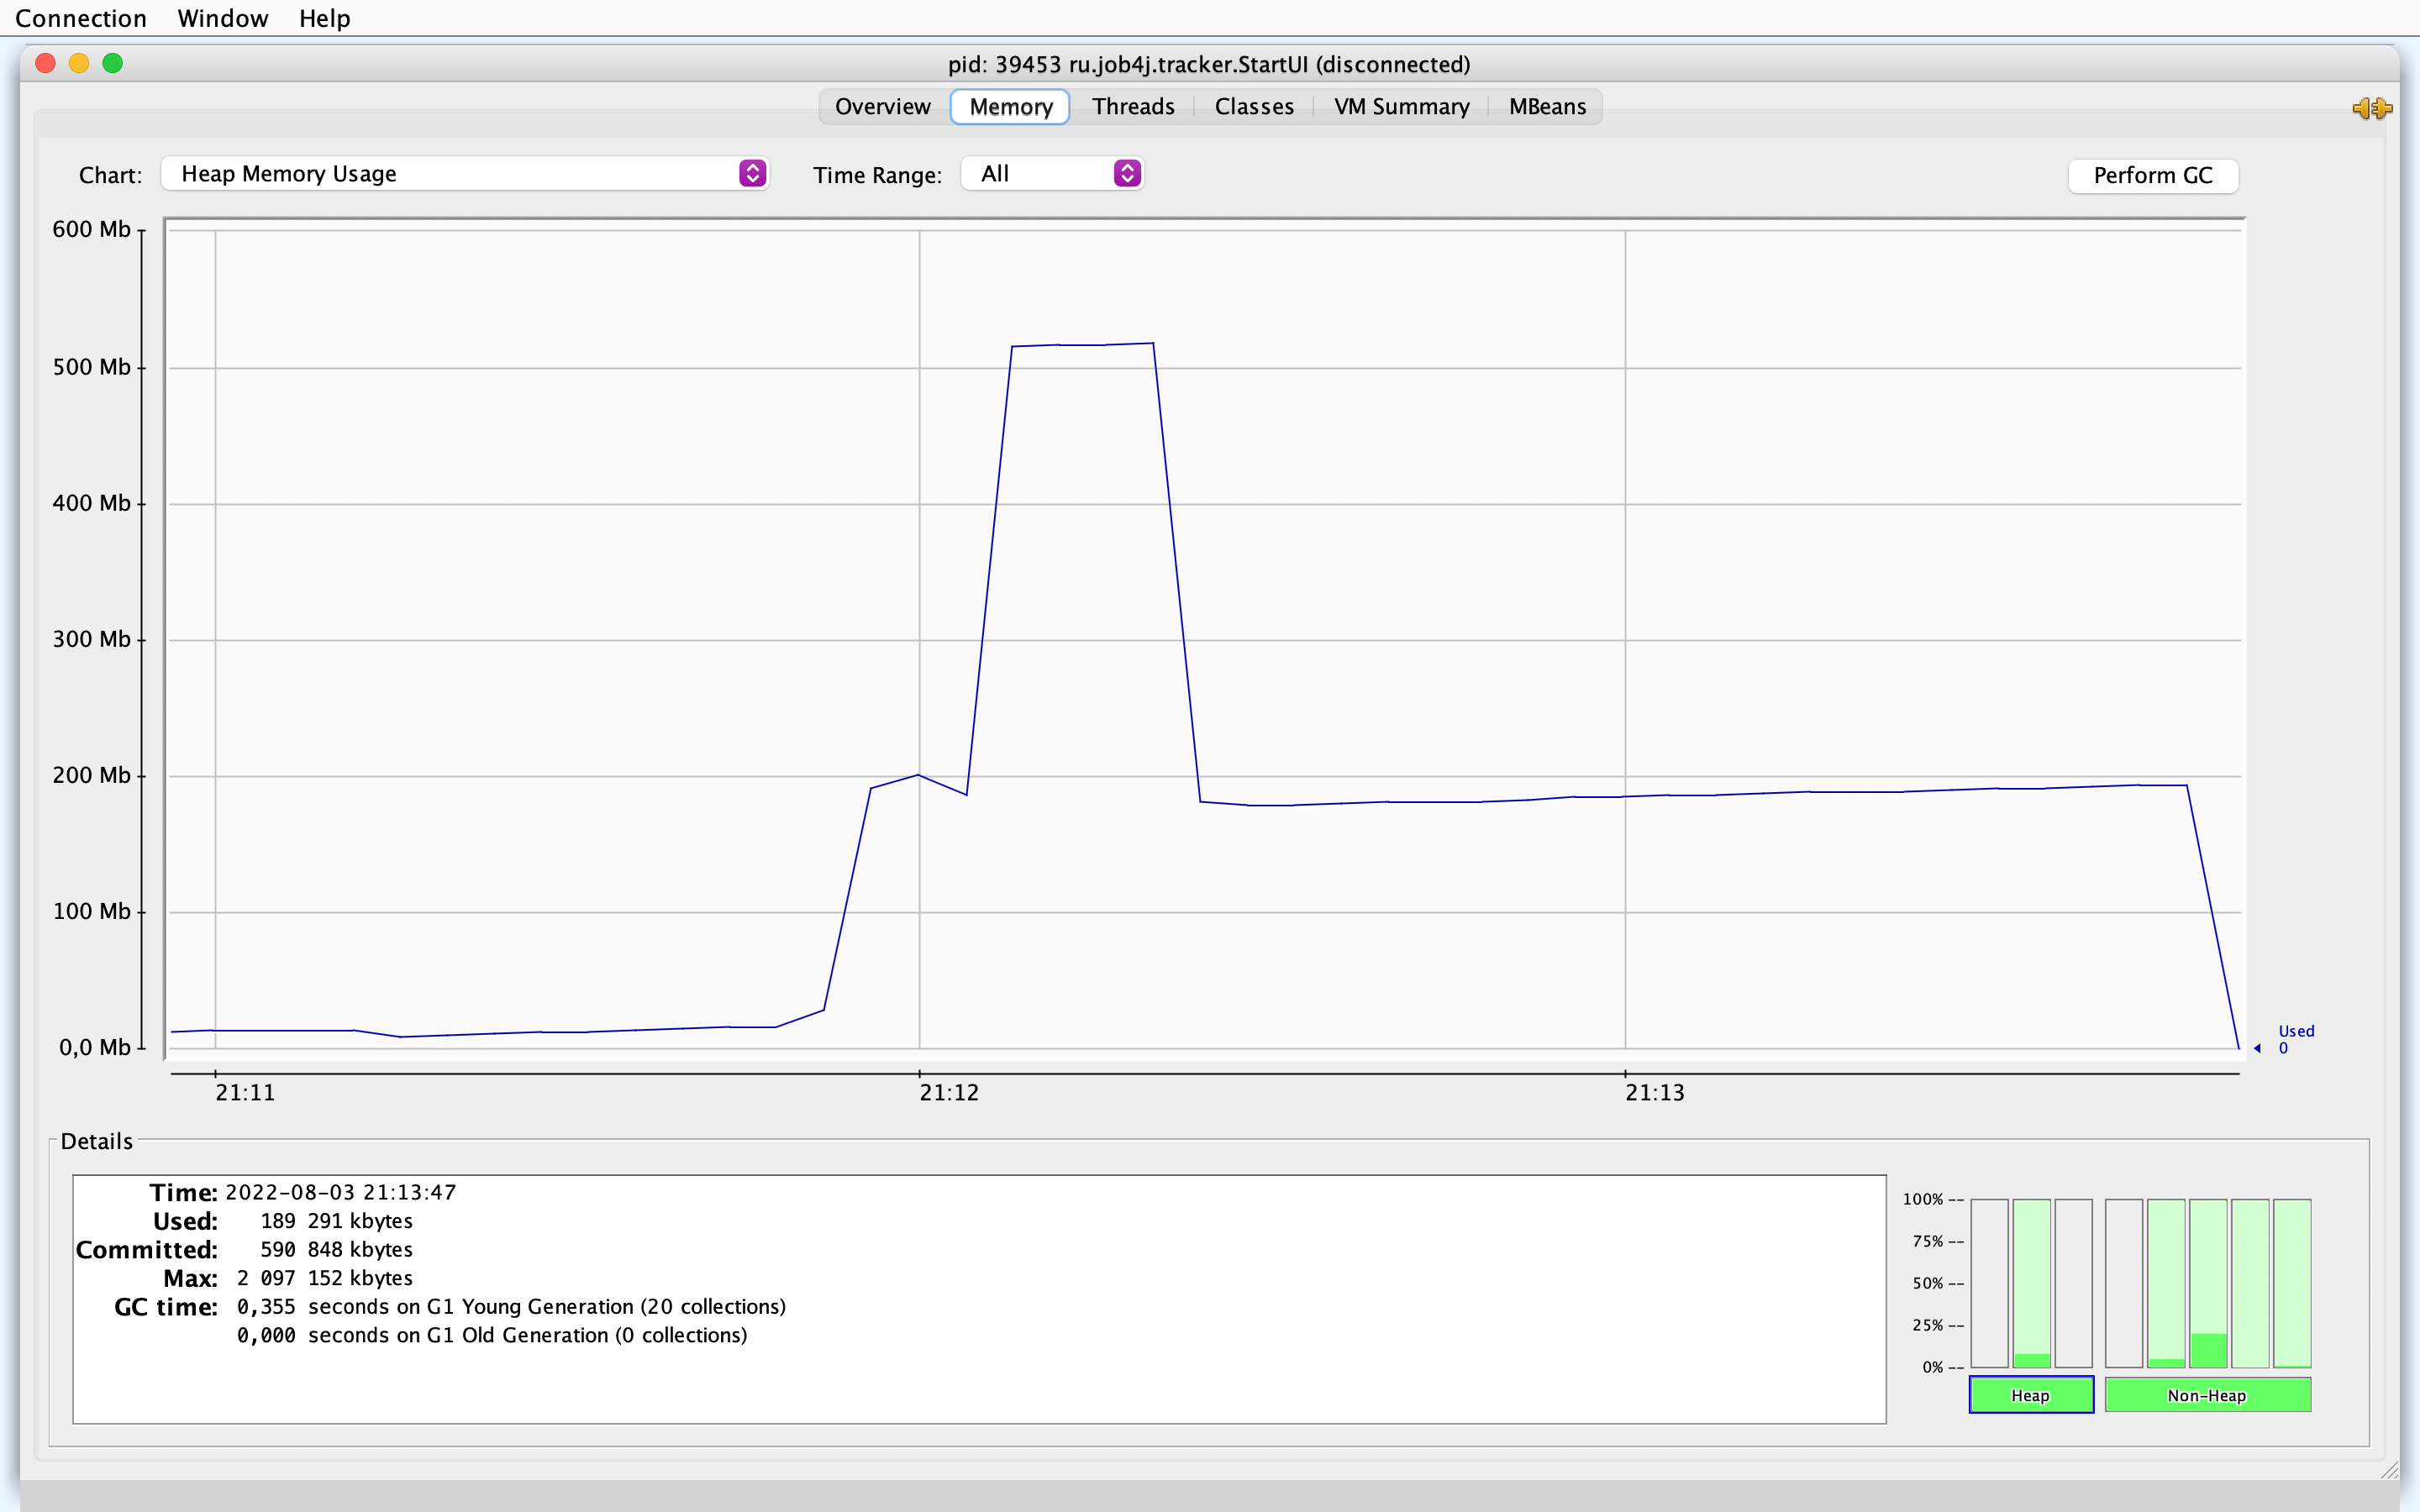 Connection Window Help
pid: 39453 ru.job4j.tracker.StartUI (disconnected)
Overview Memory Threads Classes VM Summary MBeans
Chart: Heap Memory Usage Time Range: All Perform GC
600 Mb
500 Mb
400 Mb
300 Mb
200 Mb
100 Mb
0,0 Mb
Used
0
21:11 21:12 21:13
Details
Time: 2022-08-03 21:13:47
Used: 189 291 kbytes
Committed: 590 848 kbytes
Max: 2 097 152 kbytes
GC time: 0,355 seconds on G1 Young Generation (20 collections)
0,000 seconds on G1 Old Generation (0 collections)
100% --
75% --
50% --
25% --
0% --
Heap Non-Heap